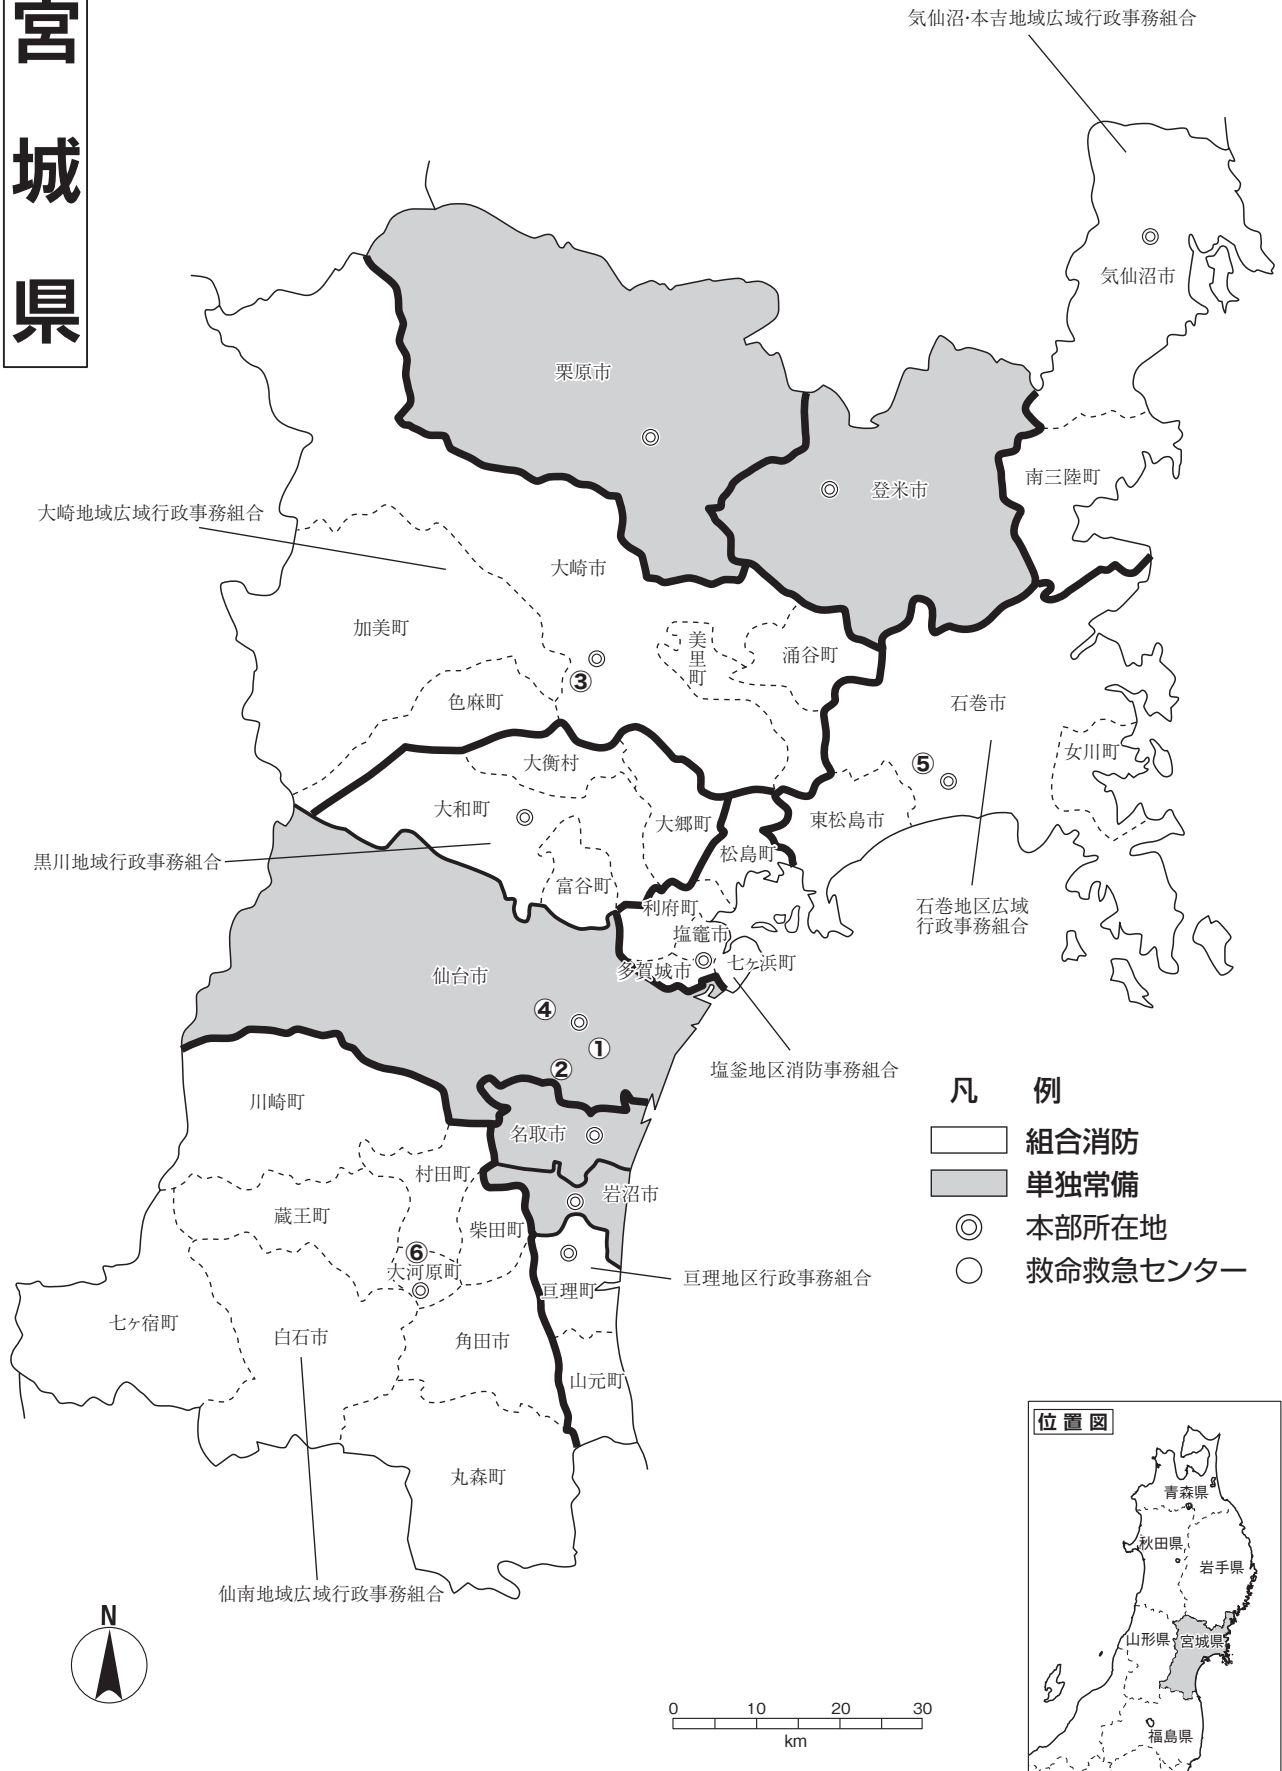 宮城県
気仙沼・本吉地域広域行政事務組合
気仙沼市
栗原市
登米市
南三陸町
大崎地域広域行政事務組合
大崎市
加美町
美里町
涌谷町
③
色麻町
石巻市
女川町
大衡村
⑤
大和町
大郷町
東松島市
黒川地域行政事務組合
松島町
富谷町
利府町
石巻地区広域
行政事務組合
塩竈市
仙台市
多賀城市
七ヶ浜町
④
①
②
塩釜地区消防事務組合
川崎町
名取市
村田町
岩沼市
蔵王町
柴田町
⑥
大河原町
亘理町
亘理地区行政事務組合
七ヶ宿町
白石市
角田市
山元町
丸森町
仙南地域広域行政事務組合
凡 例
組合消防
単独常備
本部所在地
救命救急センター
N
0 10 20 30
km
位置図
青森県
秋田県
岩手県
山形県
宮城県
福島県